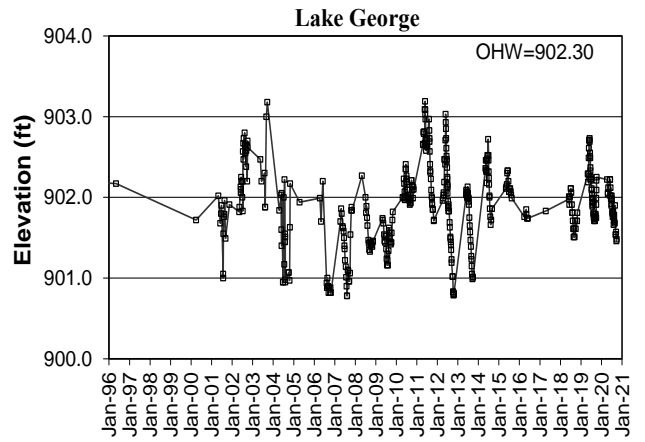 Lake George
OHW=902.30
Elevation (ft)
904.0
903.0
902.0
901.0
900.0
Jan-96
Jan-97
Jan-98
Jan-99
Jan-00
Jan-01
Jan-02
Jan-03
Jan-04
Jan-05
Jan-06
Jan-07
Jan-08
Jan-09
Jan-10
Jan-11
Jan-12
Jan-13
Jan-14
Jan-15
Jan-16
Jan-17
Jan-18
Jan-19
Jan-20
Jan-21